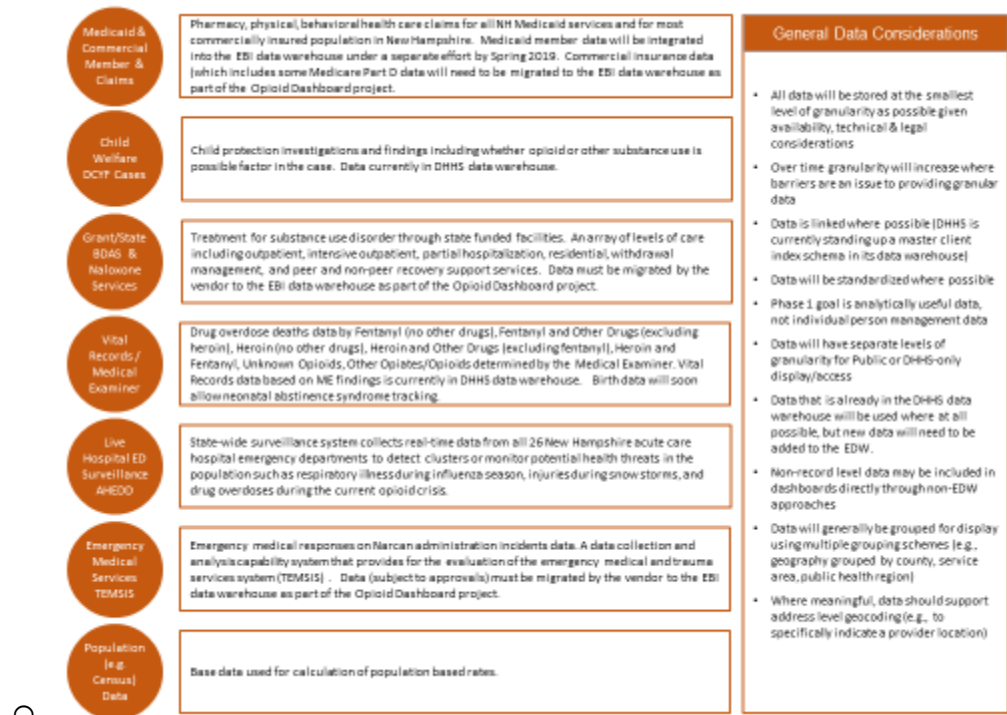 Medicaid &
Commercial
Member &
Claims
Pharmacy, physical, behavioral health care claims for all NH Medicaid services and for most
commercially insured population in New Hampshire. Medicaid member data will be integrated
into the EBI data warehouse under a separate effort by Spring 2019. Commercial insurance data
(which includes some Medicare Part D data will need to be migrated to the EBI data warehouse as
part of the Opioid Dashboard project.
Child
Welfare
DCYF Cases
Child protection investigations and findings including whether opioid or other substance use is
possible factor in the case. Data currently in DHHS data warehouse.
Grant/State
BDAS &
Naloxone
Services
Treatment for substance use disorder through state funded facilities. An array of levels of care
including outpatient, intensive outpatient, partial hospitalization, residential, withdrawal
management, and peer and non-peer recovery support services. Data must be migrated by the
vendor to the EBI data warehouse as part of the Opioid Dashboard project.
Vital
Records /
Medical
Examiner
Drug overdose deaths data by Fentanyl (no other drugs), Fentanyl and Other Drugs (excluding
heroin), Heroin (no other drugs), Heroin and Other Drugs (excluding fentanyl), Heroin and
Fentanyl, Unknown Opioids, Other Opiates/Opioids determined by the Medical Examiner. Vital
Records data based on ME findings is currently in DHHS data warehouse. Birth data will soon
allow neonatal abstinence syndrome tracking.
Live
Hospital ED
Surveillance
AHEDD
State-wide surveillance system collects real-time data from all 26 New Hampshire acute care
hospital emergency departments to detect clusters or monitor potential health threats in the
population such as respiratory illness during influenza season, injuries during snow storms, and
drug overdoses during the current opioid crisis.
Emergency
Medical
Services
TEMSIS
Emergency medical responses on Narcan administration incidents data. A data collection and
analysis capability system that provides for the evaluation of the emergency medical and trauma
services system (TEMSIS) . Data (subject to approvals) must be migrated by the vendor to the EBI
data warehouse as part of the Opioid Dashboard project.
Population
(e.g.
Census)
Data
Base data used for calculation of population based rates.
General Data Considerations
• All data will be stored at the smallest
level of granularity as possible given
availability, technical & legal
considerations
• Over time granularity will increase where
barriers are an issue to providing granular
data
• Data is linked where possible (DHHS is
currently standing up a master client
index schema in its data warehouse)
• Data will be standardized where possible
• Phase 1 goal is analytically useful data,
not individual person management data
• Data will have separate levels of
granularity for Public or DHHS-only
display/access
• Data that is already in the DHHS data
warehouse will be used where at all
possible, but new data will need to be
added to the EDW.
• Non-record level data may be included in
dashboards directly through non-EDW
approaches
• Data will generally be grouped for display
using multiple grouping schemes (e.g.,
geography grouped by county, service
area, public health region)
• Where meaningful, data should support
address level geocoding (e.g., to
specifically indicate a provider location)